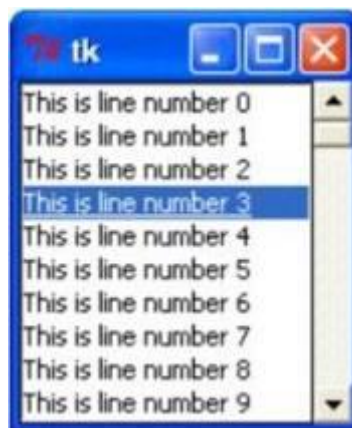 tk
This is line number 0
This is line number 1
This is line number 2
This is line number 3
This is line number 4
This is line number 5
This is line number 6
This is line number 7
This is line number 8
This is line number 9